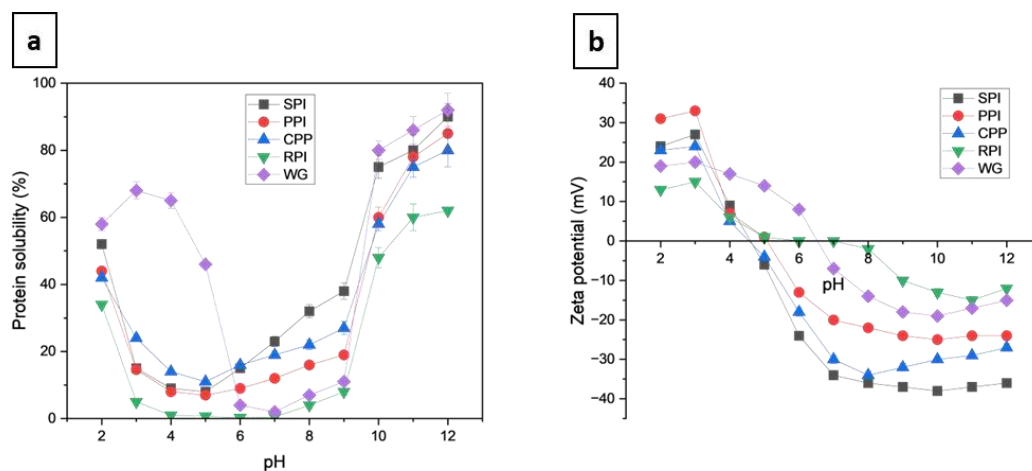 a
100
80
60
40
20
0
Protein solubility (%)
SPI
PPI
CPP
RPI
WG
2
4
6
8
10
12
pH
b
40
30
20
10
0
−10
−20
−30
−40
Zeta potential (mV)
SPI
PPI
CPP
RPI
WG
2
4
6
8
10
12
pH